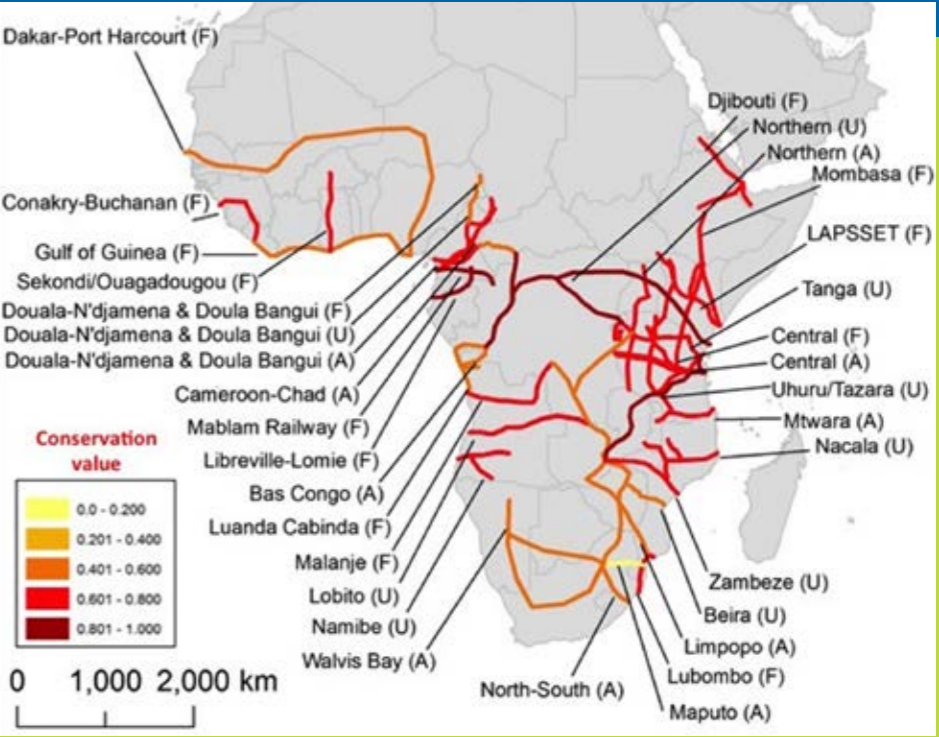 Dakar-Port Harcourt (F)
Conakry-Buchanan (F)
Gulf of Guinea (F)
Sekondi/Ouagadougou (F)
Douala-N'djamena & Doula Bangui (F)
Douala-N'djamena & Doula Bangui (U)
Douala-N'djamena & Doula Bangui (A)
Cameroon-Chad (A)
Mablam Railway (F)
Libreville-Lomie (F)
Bas Congo (A)
Luanda Cabinda (F)
Malanje (F)
Lobito (U)
Namibe (U)
Walvis Bay (A)
North-South (A)
Djibouti (F)
Northern (U)
Northern (A)
Mombasa (F)
LAPSSET (F)
Tanga (U)
Central (F)
Central (A)
Uhuru/Tazara (U)
Mtwara (A)
Nacala (U)
Zambeze (U)
Beira (U)
Limpopo (A)
Lubombo (F)
Maputo (A)
Conservation
value
0.0 - 0.200
0.201 - 0.400
0.401 - 0.600
0.601 - 0.800
0.801 - 1.000
0 1,000 2,000 km